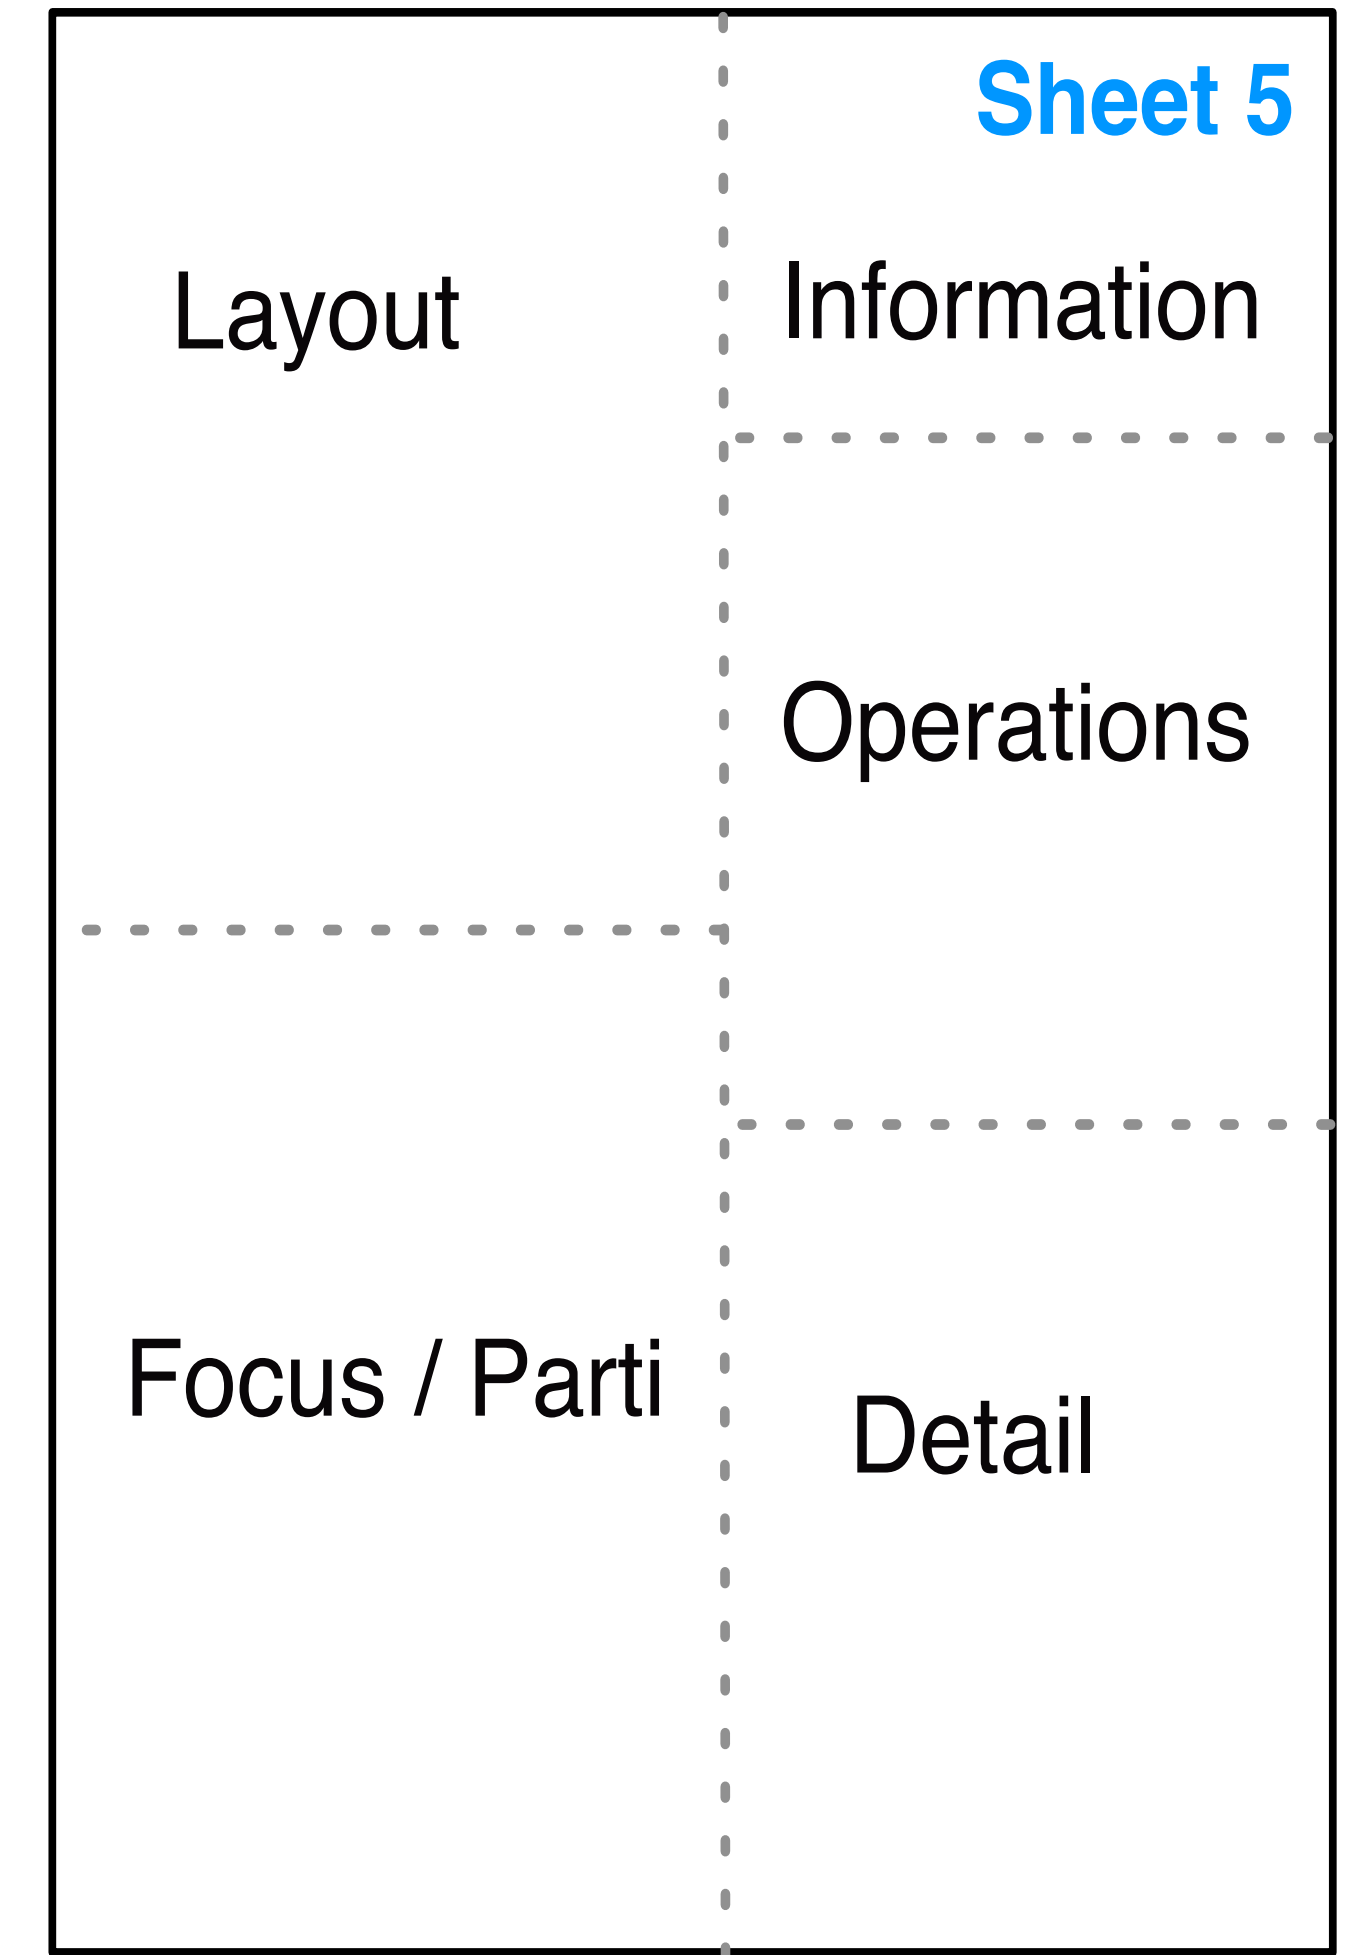 Sheet 5
Layout
Information
Operations
Focus / Parti
Detail